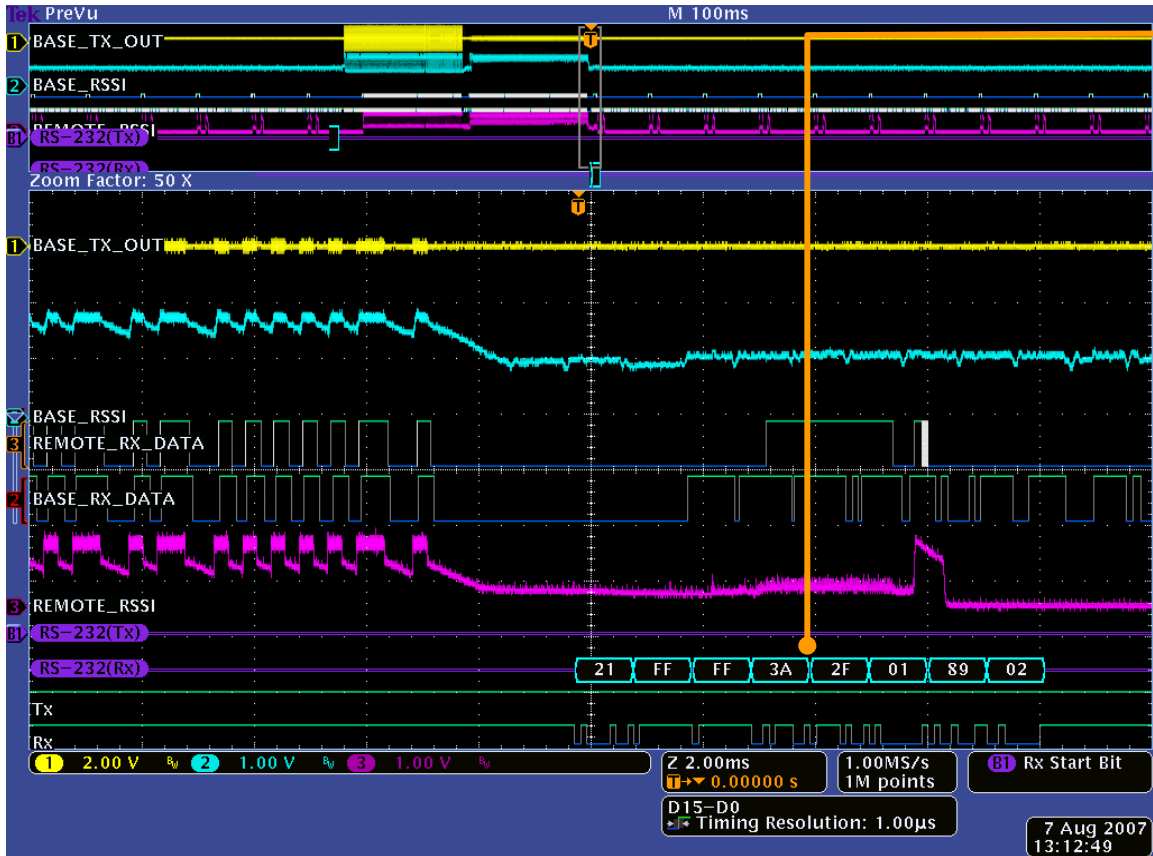 Tek PreVu M 100ms
T
1 BASE_TX_OUT
2 BASE_RSSI
REMOTE_RSSI
B1 RS-232(Tx)
RS-232(Rx)
Zoom Factor: 50 X
T
1 BASE_TX_OUT
BASE_RSSI
3 REMOTE_RX_DATA
2 BASE_RX_DATA
3 REMOTE_RSSI
B1 RS-232(Tx)
RS-232(Rx) 21 FF FF 3A 2F 01 89 02
Tx
Rx
1 2.00 V BW 2 1.00 V BW 3 1.00 V BW Z 2.00ms 1.00MS/s B1 Rx Start Bit
T→▼ 0.00000 s 1M points
D15-D0
Timing Resolution: 1.00µs
7 Aug 2007
13:12:49